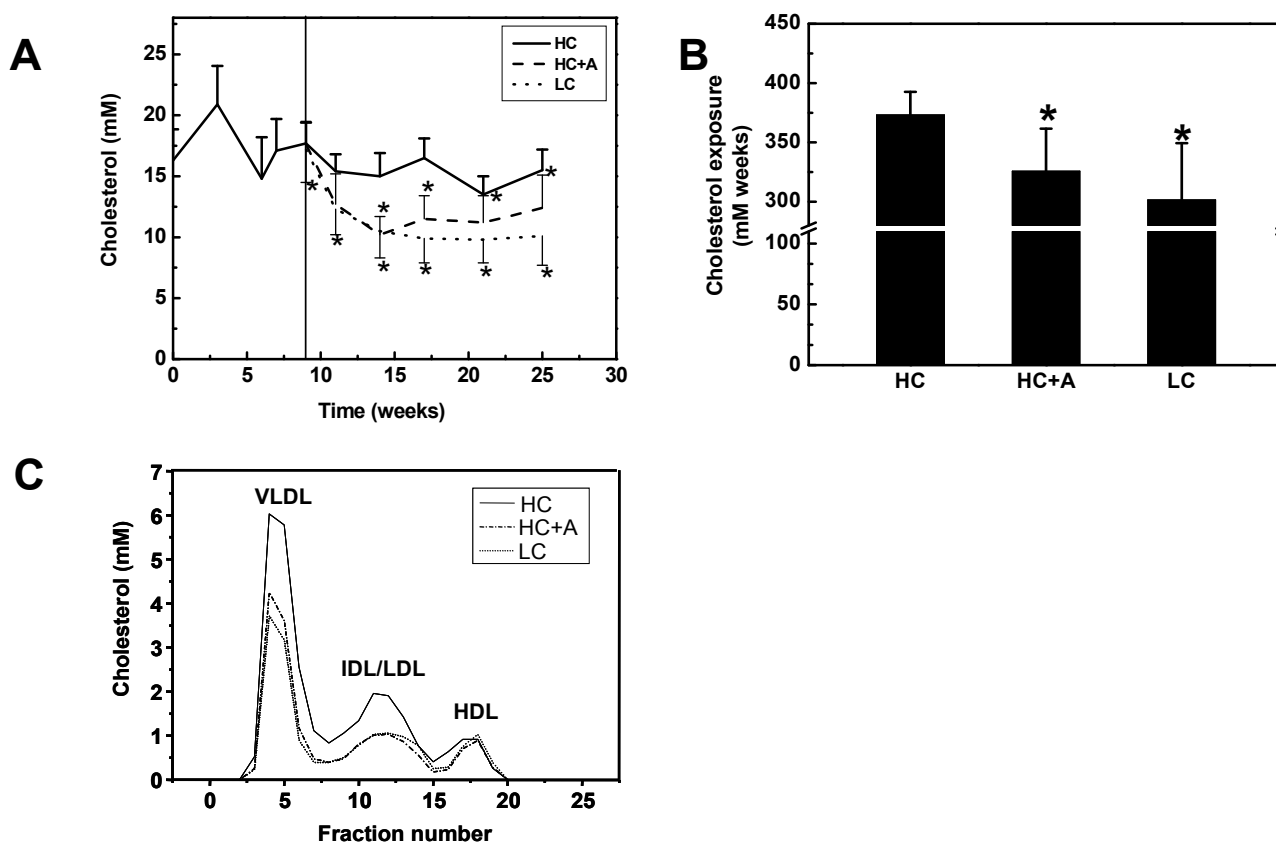 A
Cholesterol (mM)
25
20
15
10
5
0
HC
HC+A
LC
* * * * *
* * * * * *
0 5 10 15 20 25 30
Time (weeks)
B
Cholesterol exposure
(mM weeks)
450
400
350
300
100
50
0
* *
HC HC+A LC
C
Cholesterol (mM)
7
6
5
4
3
2
1
0
VLDL
IDL/LDL
HDL
HC
HC+A
LC
0 5 10 15 20 25
Fraction number